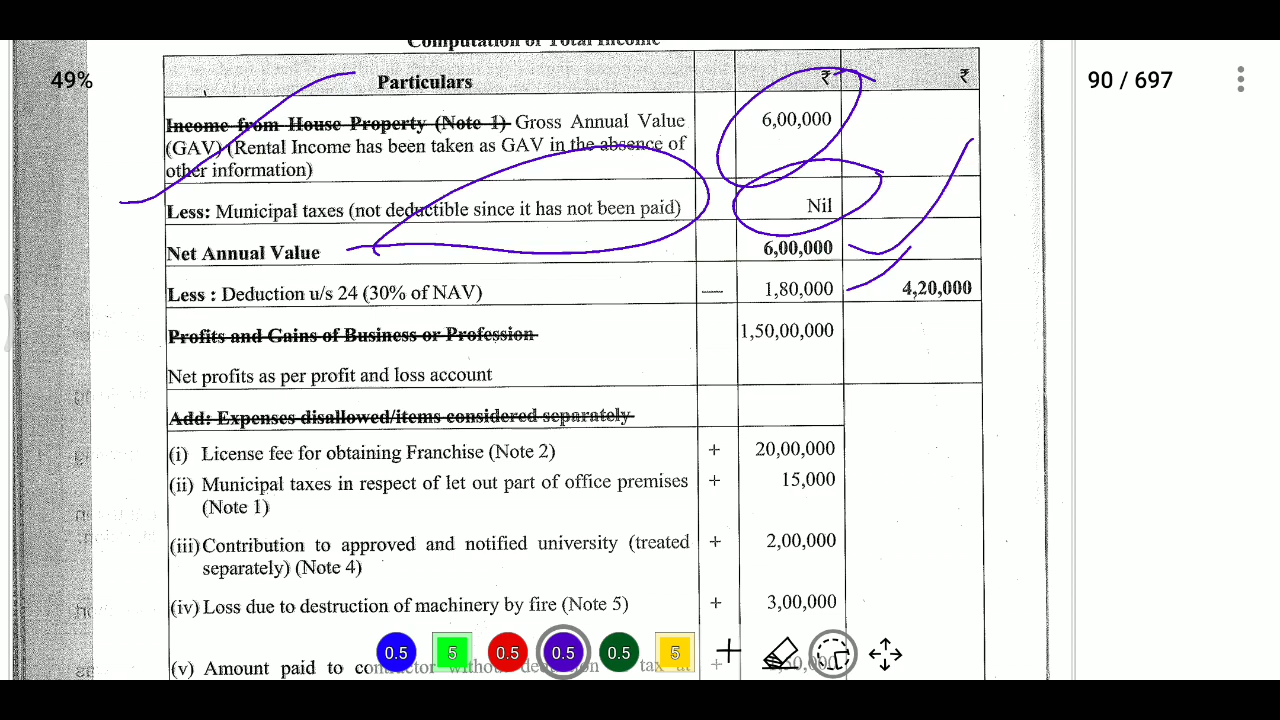 Computation of Total Income
49%
90 / 697
Particulars ₹ ₹
Income from House Property (Note 1) Gross Annual Value 6,00,000
(GAV) (Rental Income has been taken as GAV in the absence of
other information)
Less: Municipal taxes (not deductible since it has not been paid) Nil
Net Annual Value 6,00,000
Less : Deduction u/s 24 (30% of NAV) — 1,80,000 4,20,000
Profits and Gains of Business or Profession 1,50,00,000
Net profits as per profit and loss account
Add: Expenses disallowed/items considered separately
(i) License fee for obtaining Franchise (Note 2) + 20,00,000
(ii) Municipal taxes in respect of let out part of office premises + 15,000
(Note 1)
(iii) Contribution to approved and notified university (treated + 2,00,000
separately) (Note 4)
(iv) Loss due to destruction of machinery by fire (Note 5) + 3,00,000
0.5 5 0.5 0.5 0.5 5
(v) Amount paid to contractor without deduction tax at +